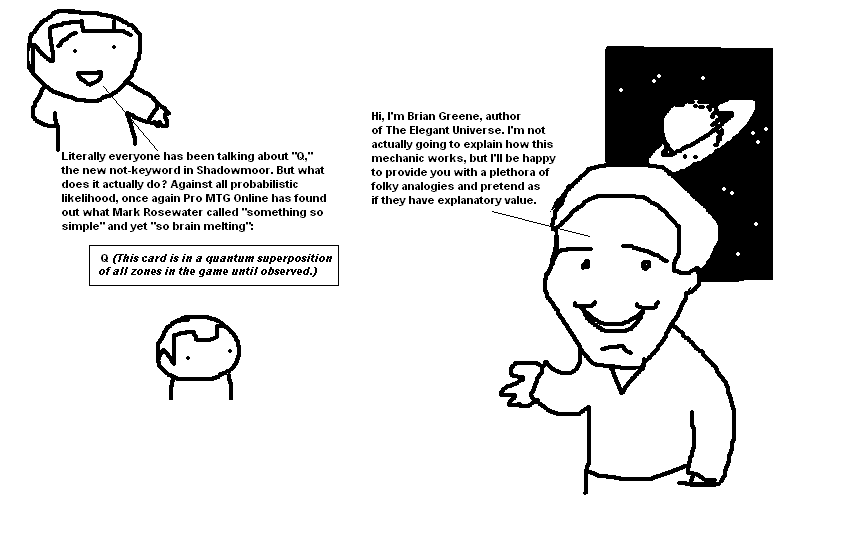 Literally everyone has been talking about "Q,"
the new not-keyword in Shadowmoor. But what
does it actually do? Against all probabilistic
likelihood, once again Pro MTG Online has found
out what Mark Rosewater called "something so
simple" and yet "so brain melting":
Q (This card is in a quantum superposition
of all zones in the game until observed.)
Hi, I'm Brian Greene, author
of The Elegant Universe. I'm not
actually going to explain how this
mechanic works, but I'll be happy
to provide you with a plethora of
folky analogies and pretend as
if they have explanatory value.